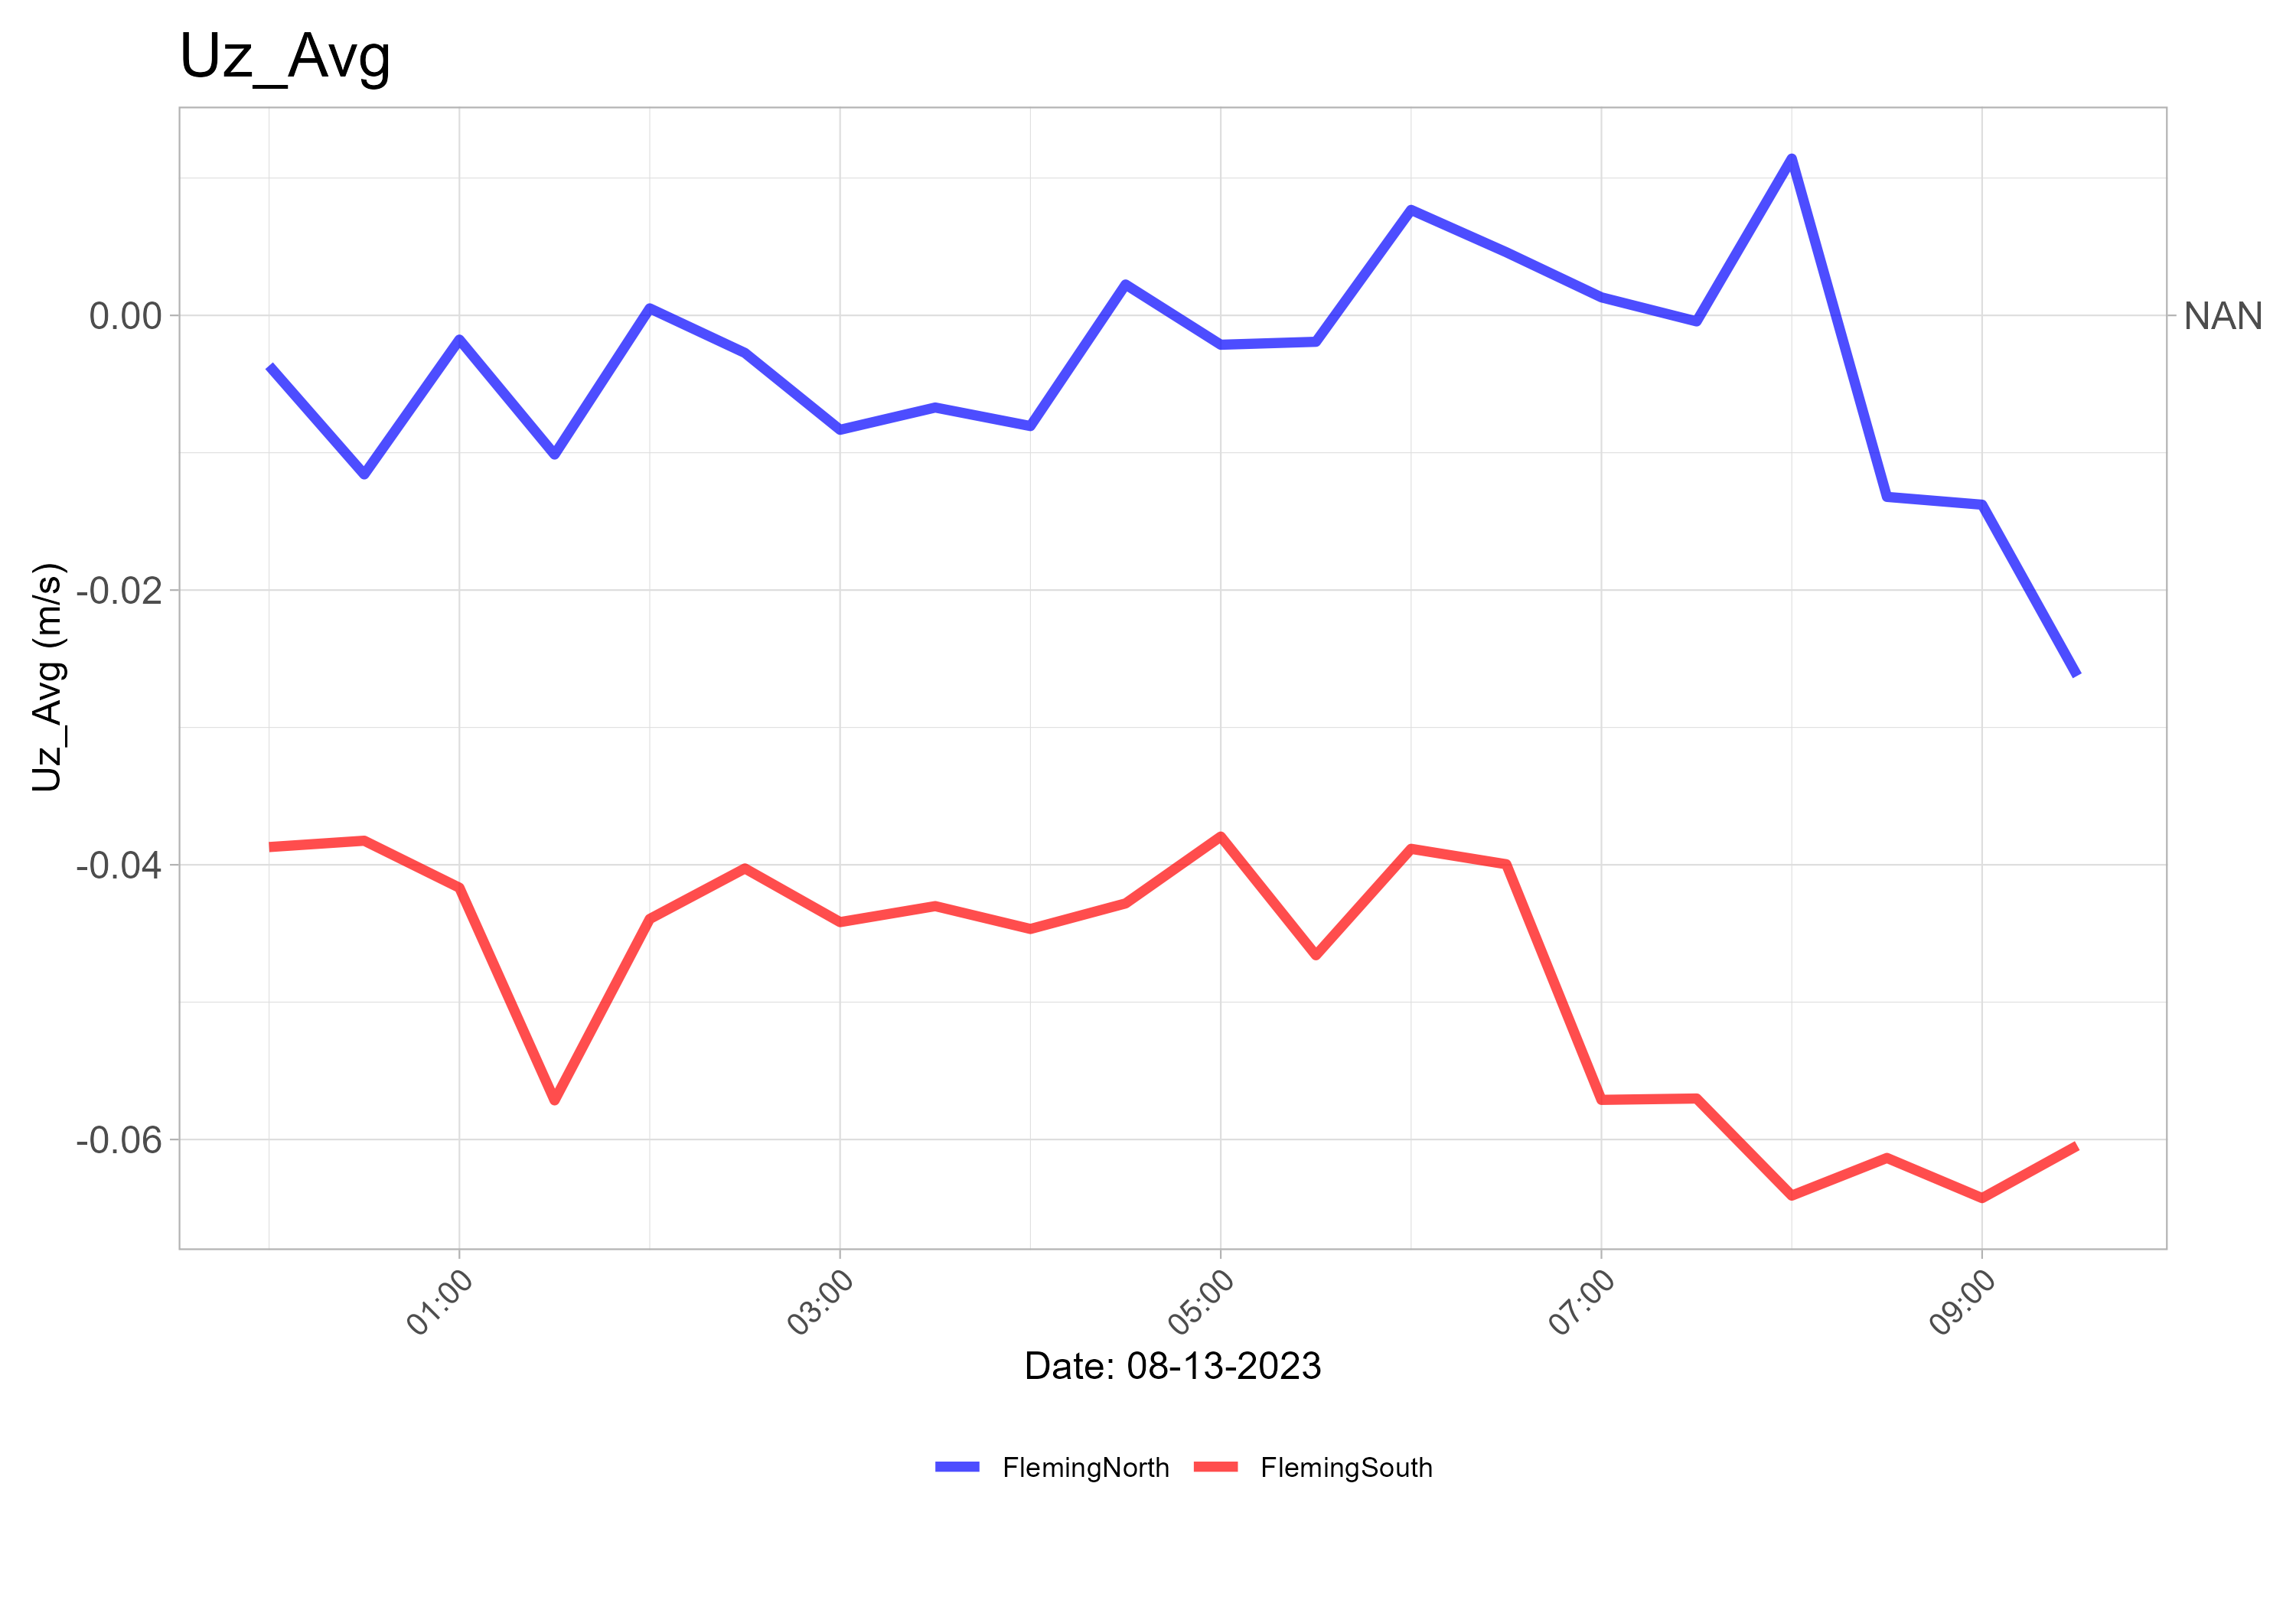 Uz_Avg
Uz_Avg (m/s)
0.00
-0.02
-0.04
-0.06
NAN
01:00
03:00
05:00
07:00
09:00
Date: 08-13-2023
FlemingNorth
FlemingSouth